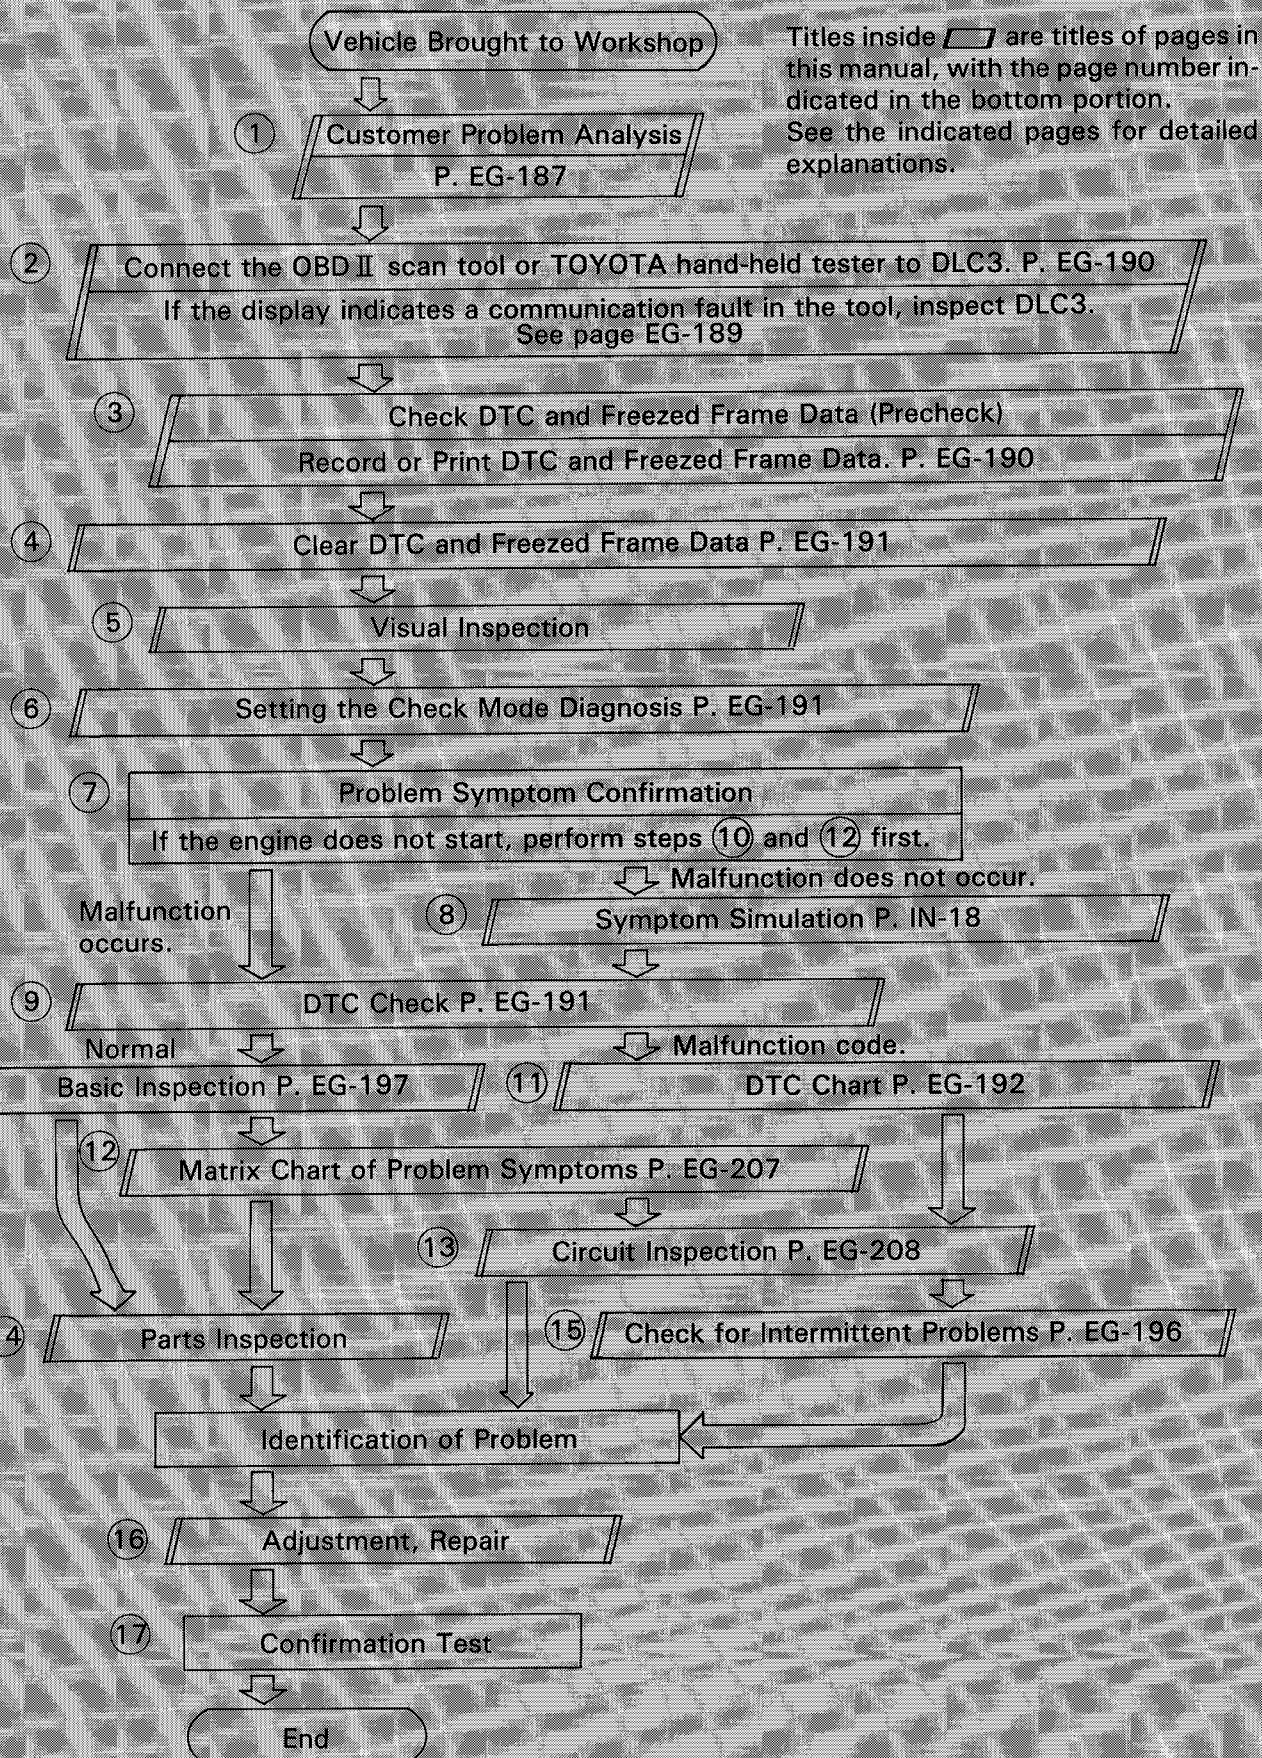 Vehicle Brought to Workshop
Titles inside are titles of pages in
this manual, with the page number in-
dicated in the bottom portion.
See the indicated pages for detailed
explanations.
1
Customer Problem Analysis
P. EG-187
2
Connect the OBD II scan tool or TOYOTA hand-held tester to DLC3. P. EG-190
If the display indicates a communication fault in the tool, inspect DLC3.
See page EG-189
3
Check DTC and Freezed Frame Data (Precheck)
Record or Print DTC and Freezed Frame Data. P. EG-190
4
Clear DTC and Freezed Frame Data P. EG-191
5
Visual Inspection
6
Setting the Check Mode Diagnosis P. EG-191
7
Problem Symptom Confirmation
If the engine does not start, perform steps 10 and 12 first.
Malfunction does not occur.
Malfunction
occurs.
8
Symptom Simulation P. IN-18
9
DTC Check P. EG-191
Normal
Malfunction code.
Basic Inspection P. EG-197
11
DTC Chart P. EG-192
12
Matrix Chart of Problem Symptoms P. EG-207
13
Circuit Inspection P. EG-208
4
Parts Inspection
15
Check for Intermittent Problems P. EG-196
Identification of Problem
16
Adjustment, Repair
17
Confirmation Test
End